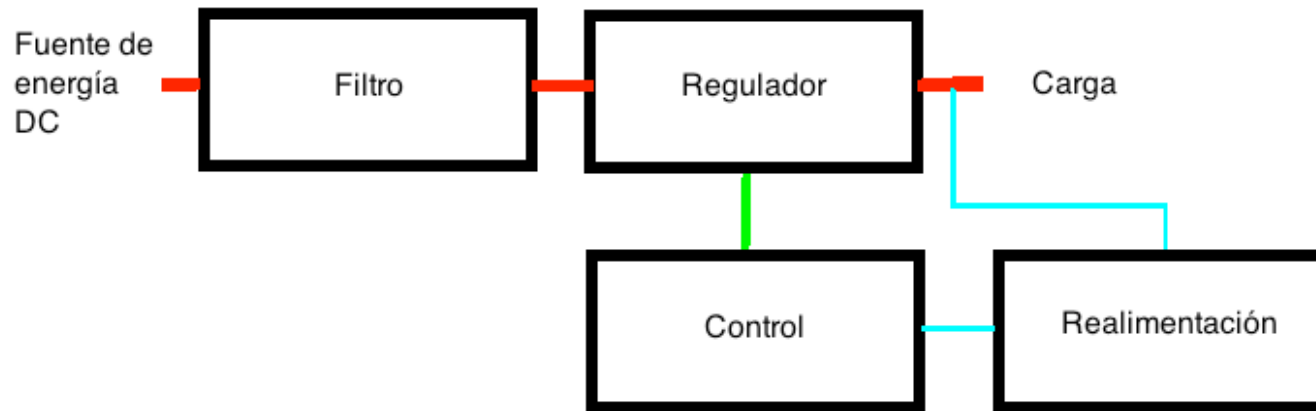 Fuente de
energía
DC
Filtro
Regulador
Carga
Control
Realimentación